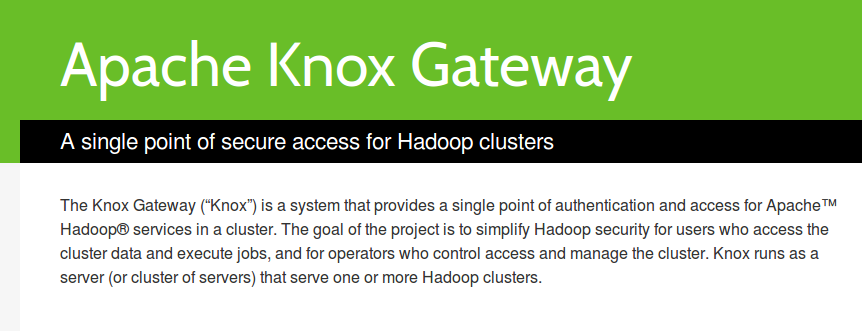 Apache Knox Gateway
A single point of secure access for Hadoop clusters
The Knox Gateway (“Knox”) is a system that provides a single point of authentication and access for Apache™
Hadoop® services in a cluster. The goal of the project is to simplify Hadoop security for users who access the
cluster data and execute jobs, and for operators who control access and manage the cluster. Knox runs as a
server (or cluster of servers) that serve one or more Hadoop clusters.